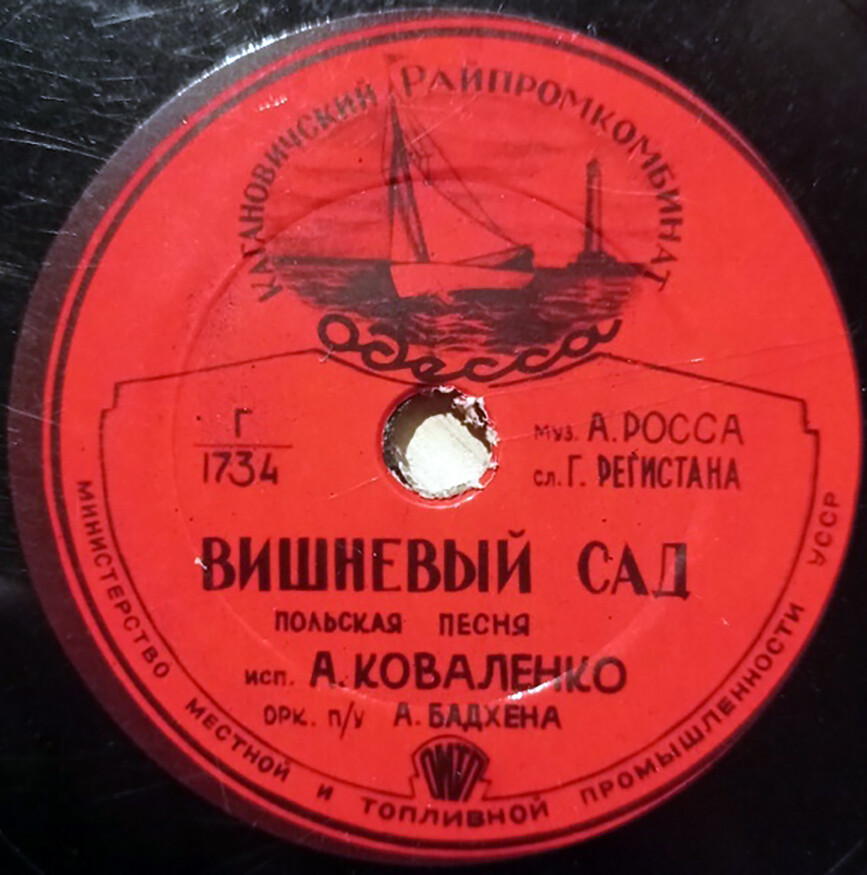 КАГАНОВИЧСКИЙ РАЙПРОМКОМБИНАТ
Одесса
Г
1734
муз. А. РОССА
сл. Г. РЕГИСТАНА
ВИШНЕВЫЙ САД
ПОЛЬСКАЯ ПЕСНЯ
исп. А. КОВАЛЕНКО
ОРК. п/у А. БАДХЕНА
МИНИСТЕРСТВО МЕСТНОЙ И ТОПЛИВНОЙ ПРОМЫШЛЕННОСТИ УССР